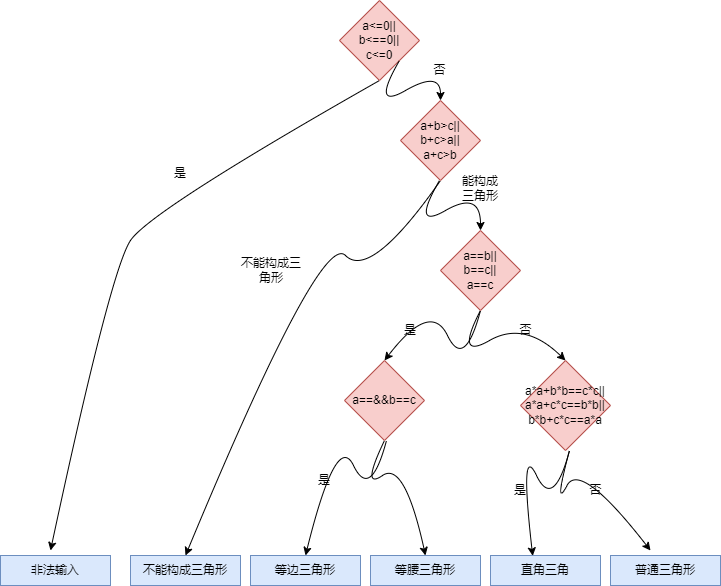 a<=0||
b<==0||
c<=0
否
a+b>c||
b+c>a||
a+c>b
是
能构成
三角形
不能构成三
角形
a==b||
b==c||
a==c
是
否
a==&&b==c
a*a+b*b==c*c||
a*a+c*c==b*b||
b*b+c*c==a*a
是
是
否
非法输入
不能构成三角形
等边三角形
等腰三角形
直角三角
普通三角形